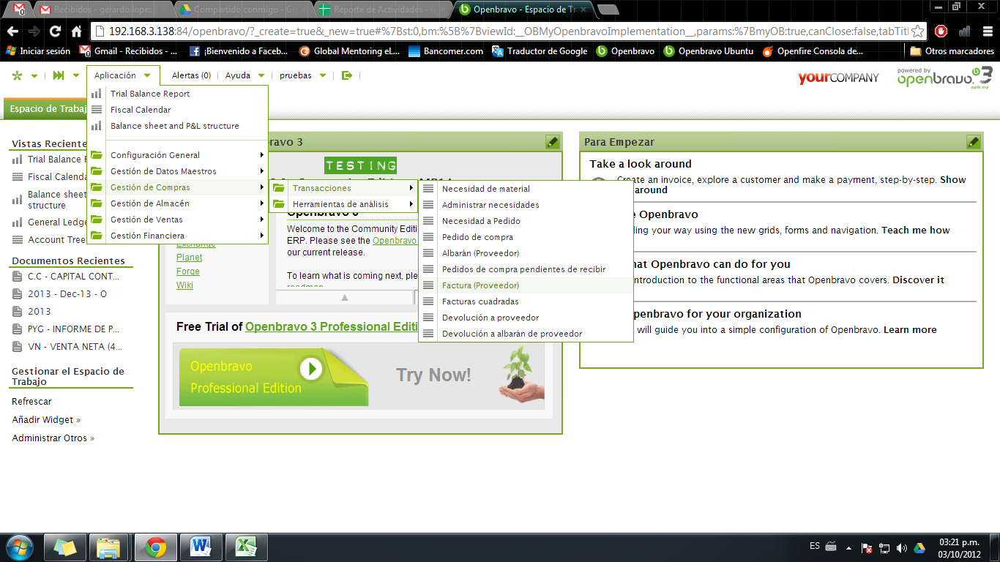 Recibidos - gerardo.lopez
Compartido conmigo - Go
Reporte de Actividades - G
Openbravo - Espacio de Tr
192.168.3.138:84/openbravo/?_create=true&_new=true#%7Bst:0,bm:%5B%7BviewId:__OBMyOpenbravoImplementation__,params:%7BmyOB:true,canClose:false,tabTitl
Iniciar sesión
Gmail - Recibidos - ...
¡Bienvenido a Faceb...
Global Mentoring eL...
Bancomer.com
Traductor de Google
Openbravo
Openbravo Ubuntu
Openfire Consola de...
Otros marcadores
Aplicación
Alertas (0)
Ayuda
pruebas
yourCOMPANY
powered by
openbravo 3
agile erp
Espacio de Trabaj
Trial Balance Report
Fiscal Calendar
Balance sheet and P&L structure
Configuración General
Gestión de Datos Maestros
Gestión de Compras
Gestión de Almacén
Gestión de Ventas
Gestión Financiera
Transacciones
Herramientas de análisis
Necesidad de material
Administrar necesidades
Necesidad a Pedido
Pedido de compra
Albarán (Proveedor)
Pedidos de compra pendientes de recibir
Factura (Proveedor)
Facturas cuadradas
Devolución a proveedor
Devolución a albarán de proveedor
Vistas Reciente
Trial Balance R
Fiscal Calenda
Balance sheet
structure
General Ledge
Account Tree
Documentos Recientes
C.C - CAPITAL CONT...
2013 - Dec-13 - O
2013
PYG - INFORME DE P...
VN - VENTA NETA (4...
Gestionar el Espacio de
Trabajo
Refrescar
Añadir Widget »
Administrar Otros »
ravo 3
TESTING
Exchange
Planet
Forge
Wiki
Openbravo 3
Welcome to the Community Editi
ERP. Please see the Openbravo
our current release.
To learn what is coming next, ple
roadmap
Free Trial of Openbravo 3 Professional Editi
Openbravo
Professional Edition
Try Now!
Para Empezar
Take a look around
Create an invoice, explore a customer and make a payment, step-by-step. Show
around
e Openbravo
ding your way using the new grids, forms and navigation. Teach me how
hat Openbravo can do for you
introduction to the functional areas that Openbravo covers. Discover it
penbravo for your organization
will guide you into a simple configuration of Openbravo. Learn more
ES
03:21 p.m.
03/10/2012